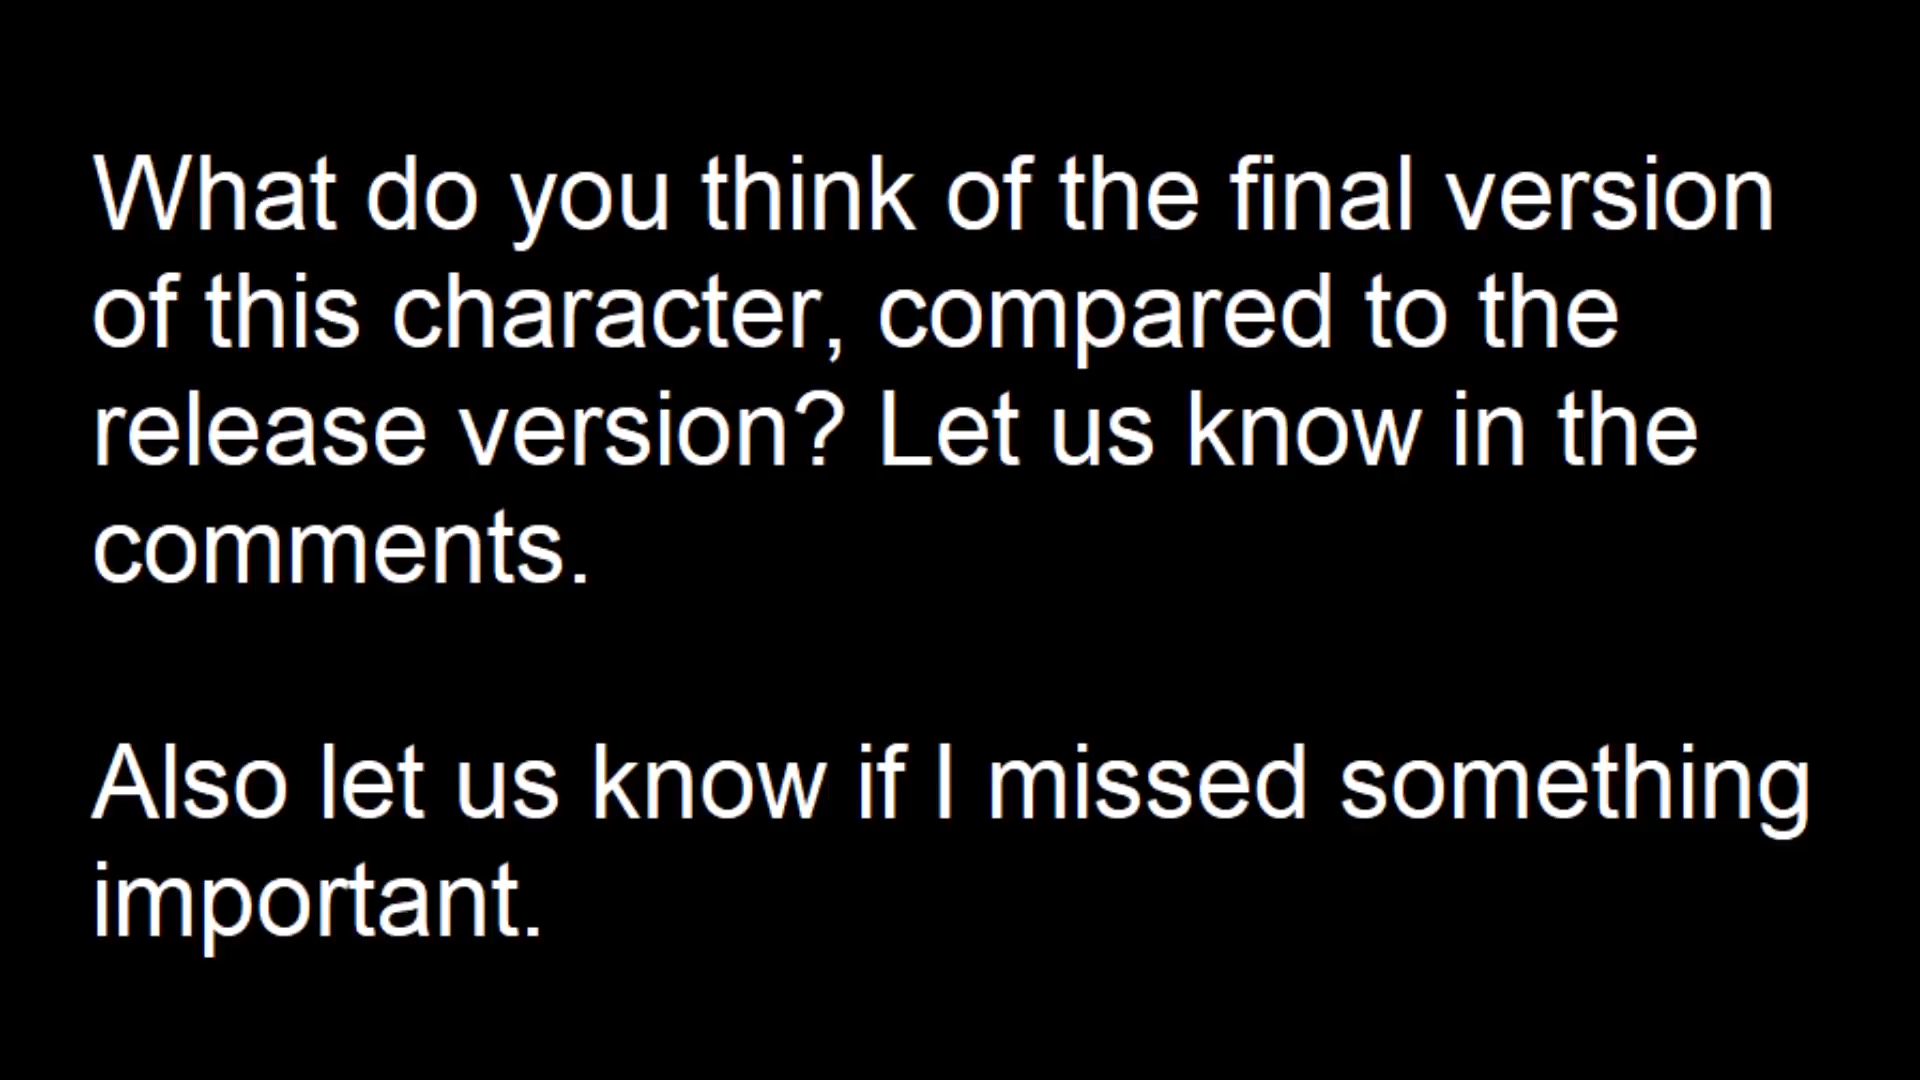 What do you think of the final version
of this character, compared to the
release version? Let us know in the
comments.
Also let us know if I missed something
important.